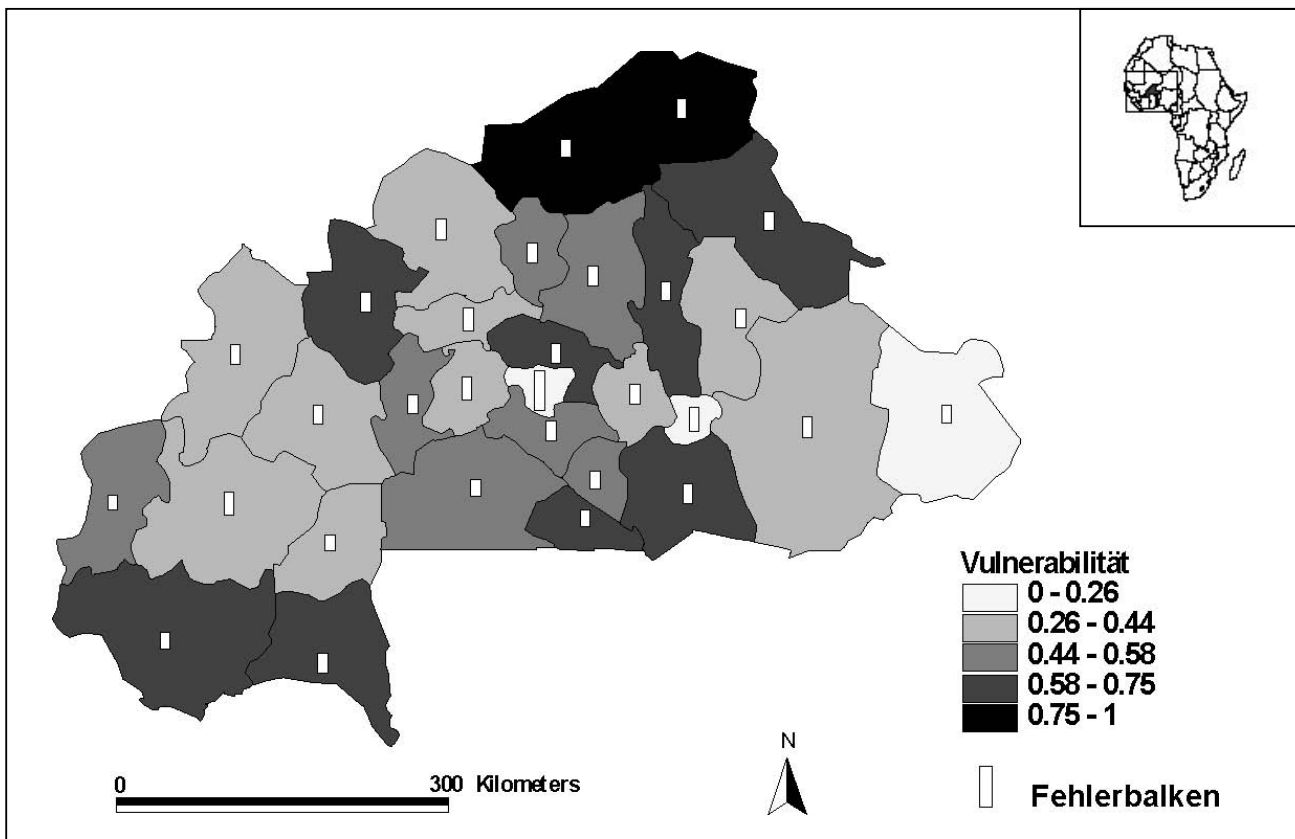 Vulnerabilität
0 - 0.26
0.26 - 0.44
0.44 - 0.58
0.58 - 0.75
0.75 - 1
N
0 300 Kilometers
Fehlerbalken